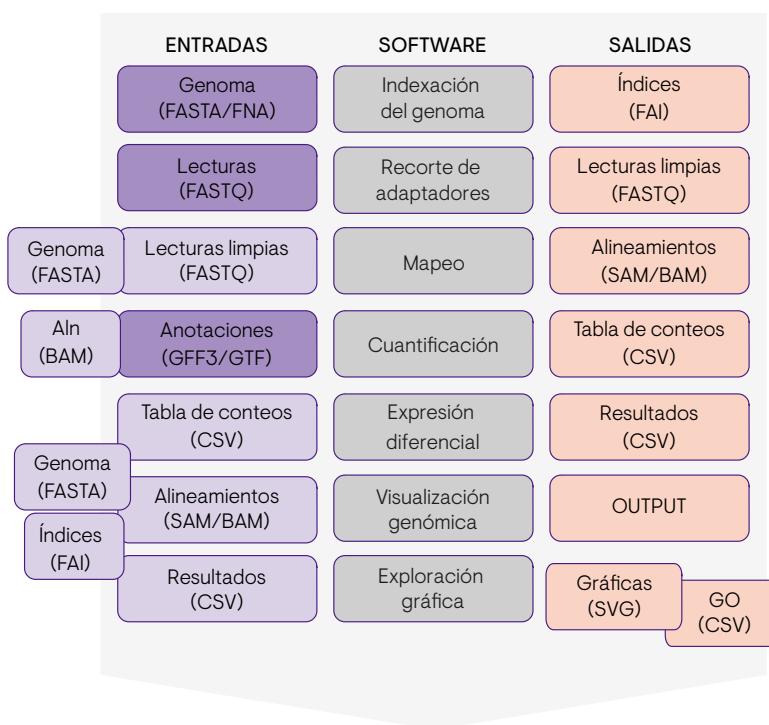 ENTRADAS
SOFTWARE
SALIDAS
Genoma
(FASTA/FNA)
Indexación
del genoma
Índices
(FAI)
Lecturas
(FASTQ)
Recorte de
adaptadores
Lecturas limpias
(FASTQ)
Genoma
(FASTA)
Lecturas limpias
(FASTQ)
Mapeo
Alineamientos
(SAM/BAM)
Aln
(BAM)
Anotaciones
(GFF3/GTF)
Cuantificación
Tabla de conteos
(CSV)
Tabla de conteos
(CSV)
Expresión
diferencial
Resultados
(CSV)
Genoma
(FASTA)
Índices
(FAI)
Alineamientos
(SAM/BAM)
Visualización
genómica
OUTPUT
Resultados
(CSV)
Exploración
gráfica
Gráficas
(SVG)
GO
(CSV)